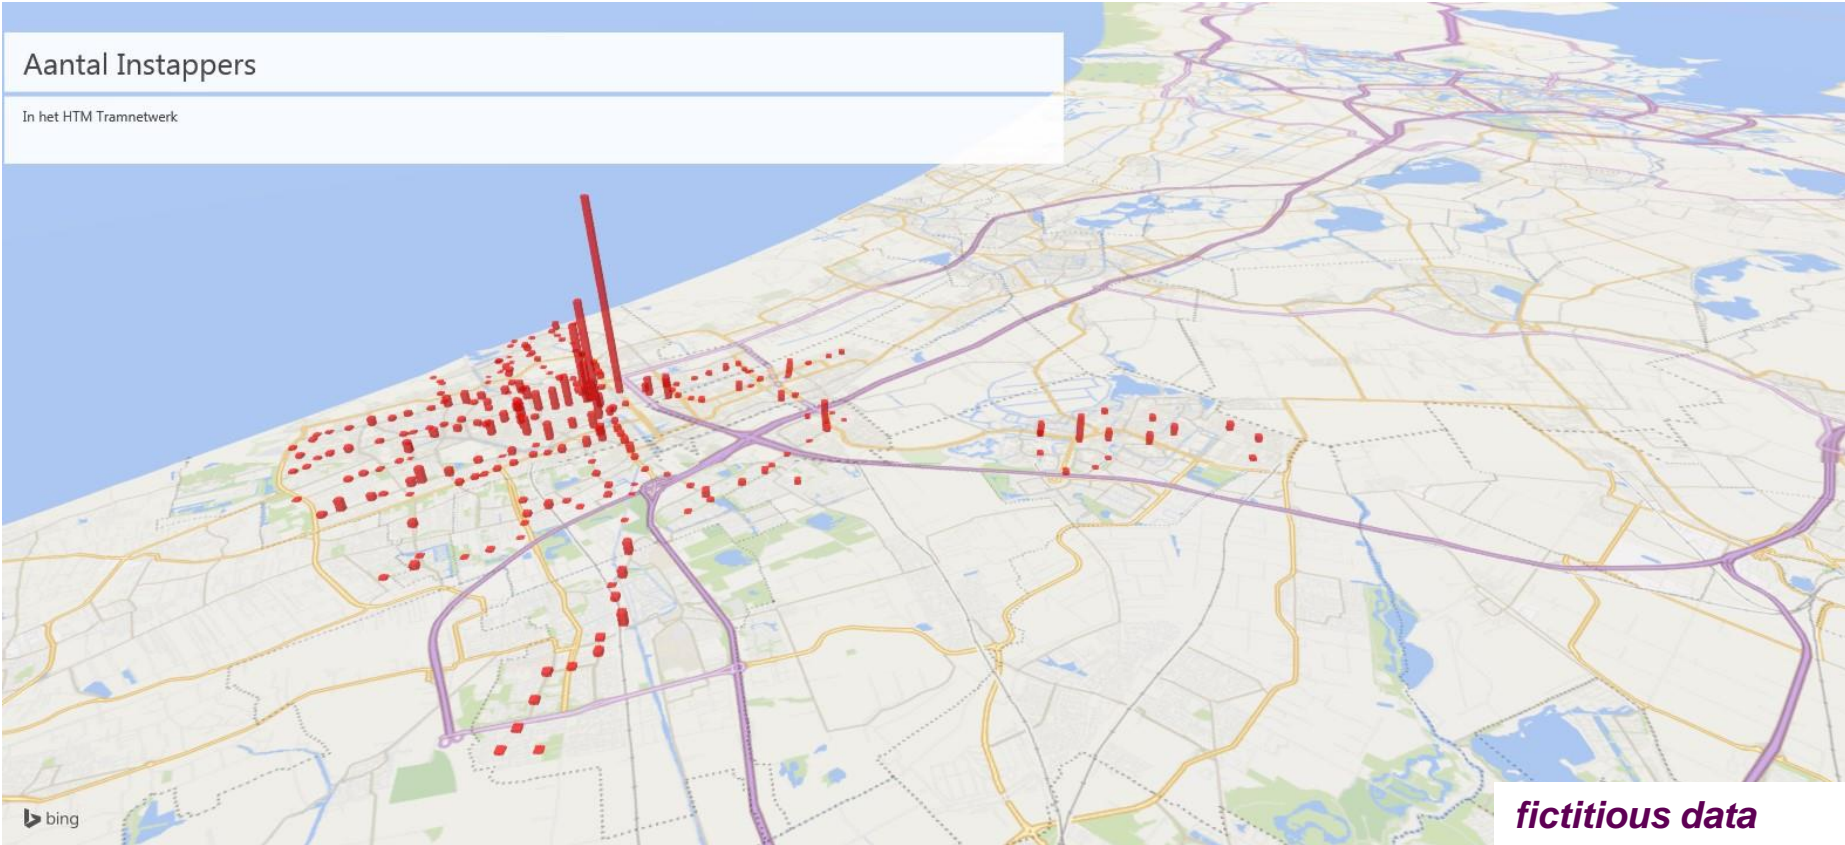 Aantal Instappers
In het HTM Tramnetwerk
bing
fictitious data